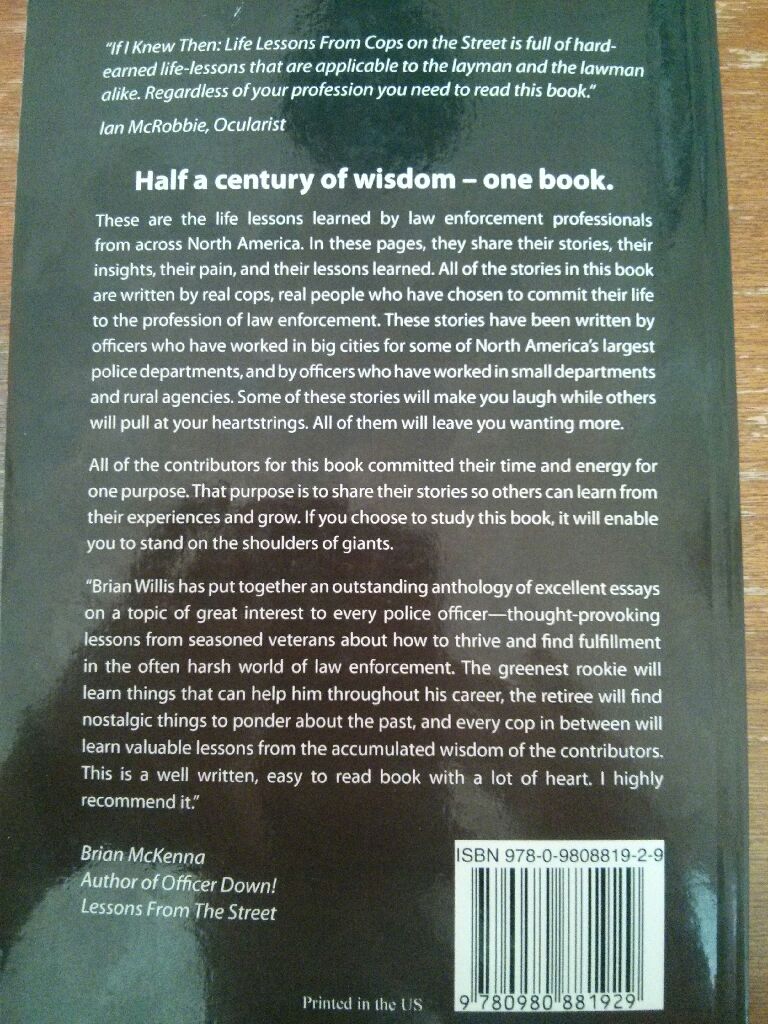 “If I Knew Then: Life Lessons From Cops on the Street is full of hard-
earned life-lessons that are applicable to the layman and the lawman
alike. Regardless of your profession you need to read this book.”
Ian McRobbie, Ocularist
Half a century of wisdom – one book.
These are the life lessons learned by law enforcement professionals
from across North America. In these pages, they share their stories, their
insights, their pain, and their lessons learned. All of the stories in this book
are written by real cops, real people who have chosen to commit their life
to the profession of law enforcement. These stories have been written by
officers who have worked in big cities for some of North America's largest
police departments, and by officers who have worked in small departments
and rural agencies. Some of these stories will make you laugh while others
will pull at your heartstrings. All of them will leave you wanting more.
All of the contributors for this book committed their time and energy for
one purpose. That purpose is to share their stories so others can learn from
their experiences and grow. If you choose to study this book, it will enable
you to stand on the shoulders of giants.
“Brian Willis has put together an outstanding anthology of excellent essays
on a topic of great interest to every police officer—thought-provoking
lessons from seasoned veterans about how to thrive and find fulfillment
in the often harsh world of law enforcement. The greenest rookie will
learn things that can help him throughout his career, the retiree will find
nostalgic things to ponder about the past, and every cop in between will
learn valuable lessons from the accumulated wisdom of the contributors.
This is a well written, easy to read book with a lot of heart. I highly
recommend it.”
Brian McKenna
Author of Officer Down!
Lessons From The Street
ISBN 978-0-9808819-2-9
9 780980 881929
Printed in the US